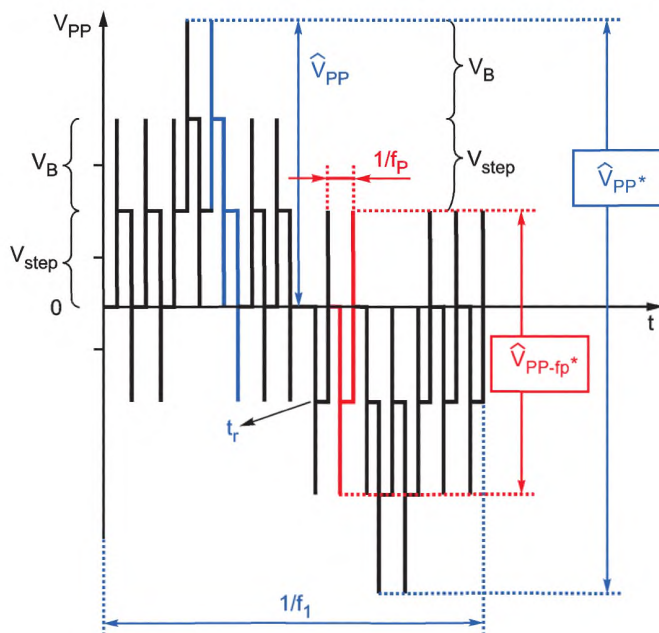 V_PP
V̂_PP
V_B
V_B
1/f_P
V_step
V̂_PP*
V_step
0
t
V̂_PP-fp*
t_r
1/f_1